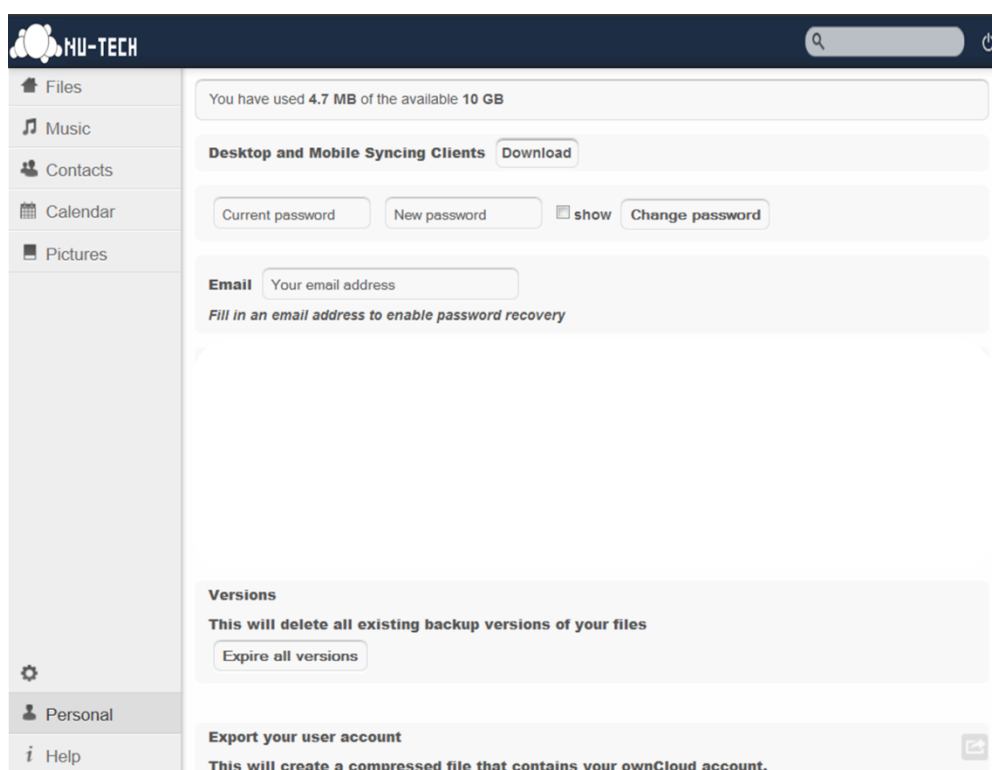 NU-TECH
Files
Music
Contacts
Calendar
Pictures
Personal
Help
You have used 4.7 MB of the available 10 GB
Desktop and Mobile Syncing Clients Download
Current password New password show Change password
Email Your email address
Fill in an email address to enable password recovery
Versions
This will delete all existing backup versions of your files
Expire all versions
Export your user account
This will create a compressed file that contains your ownCloud account.